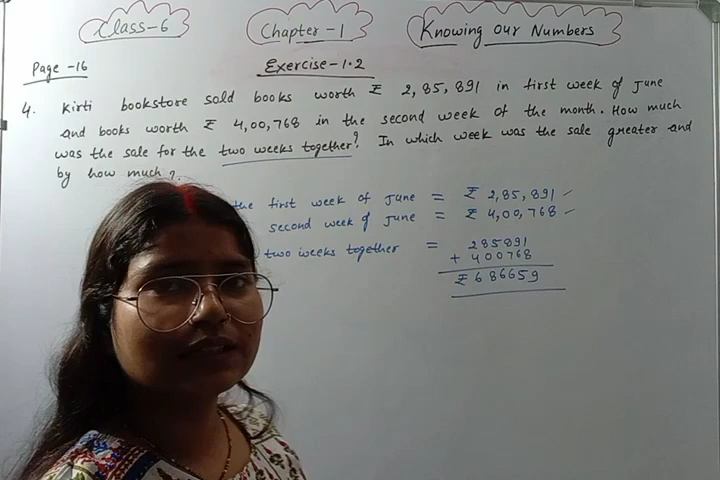 Class-6
Chapter-1
Knowing Our Numbers
Page-16
Exercise-1.2
4. Kirti bookstore sold books worth ₹ 2,85,891 in first week of June
and books worth ₹ 4,00,768 in the second week of the month. How much
was the sale for the two weeks together? In which week was the sale greater and
by how much?
the first week of June = ₹ 2,85,891
second week of June = ₹ 4,00,768
two weeks together = 285891
+ 400768
₹ 686659